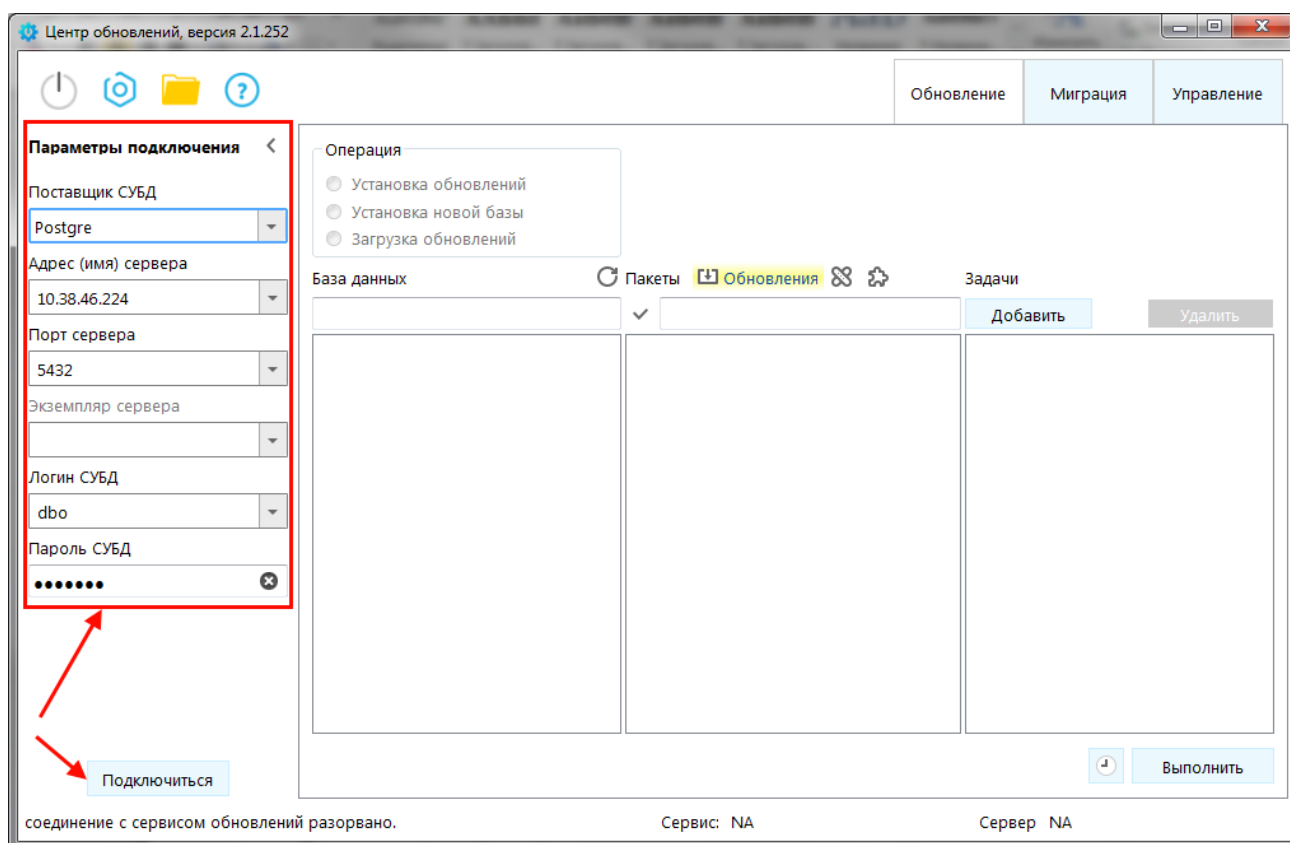 Центр обновлений, версия 2.1.252
Обновление
Миграция
Управление
Параметры подключения
Поставщик СУБД
Postgre
Адрес (имя) сервера
10.38.46.224
Порт сервера
5432
Экземпляр сервера
Логин СУБД
dbo
Пароль СУБД
Подключиться
Операция
Установка обновлений
Установка новой базы
Загрузка обновлений
База данных
Пакеты
Обновления
Задачи
Добавить
Удалить
Выполнить
соединение с сервисом обновлений разорвано.
Сервис: NA
Сервер NA